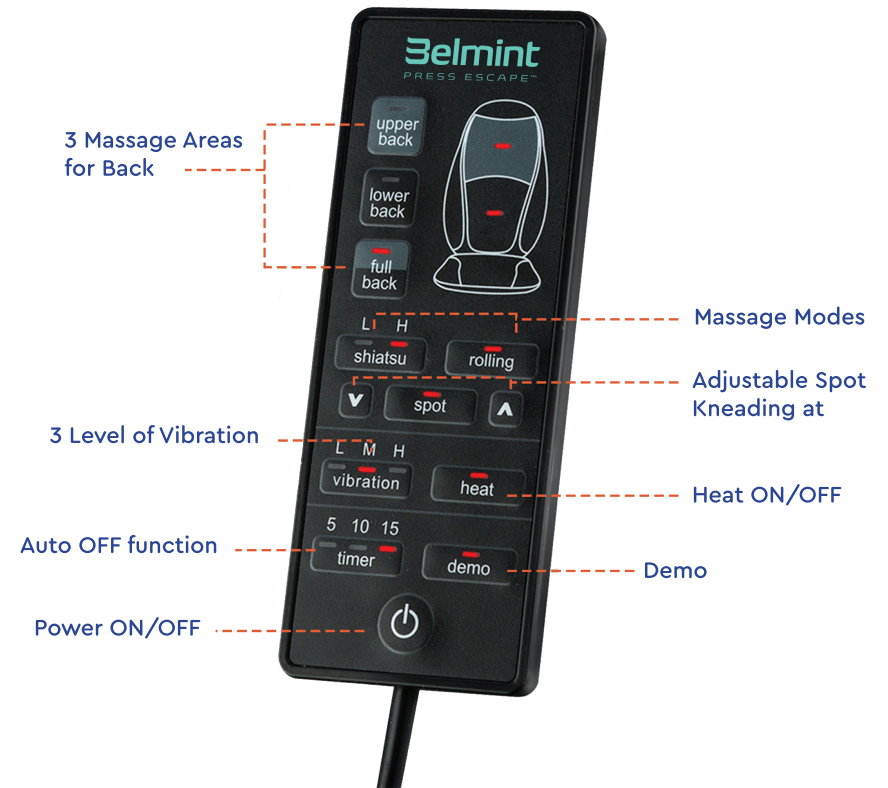 Belmint
PRESS ESCAPE™
upper
back
3 Massage Areas
for Back
lower
back
full
back
L H
Massage Modes
shiatsu
rolling
Adjustable Spot
Kneading at
spot
3 Level of Vibration
L M H
vibration
heat
Heat ON/OFF
5 10 15
Auto OFF function
timer
demo
Demo
Power ON/OFF